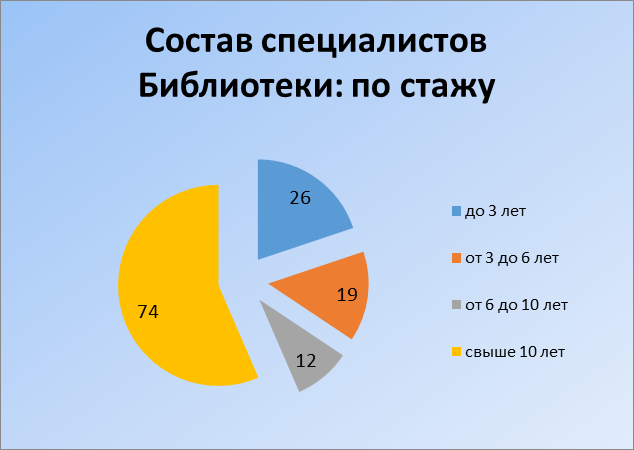 Состав специалистов
Библиотеки: по стажу
26
19
12
74
до 3 лет
от 3 до 6 лет
от 6 до 10 лет
свыше 10 лет